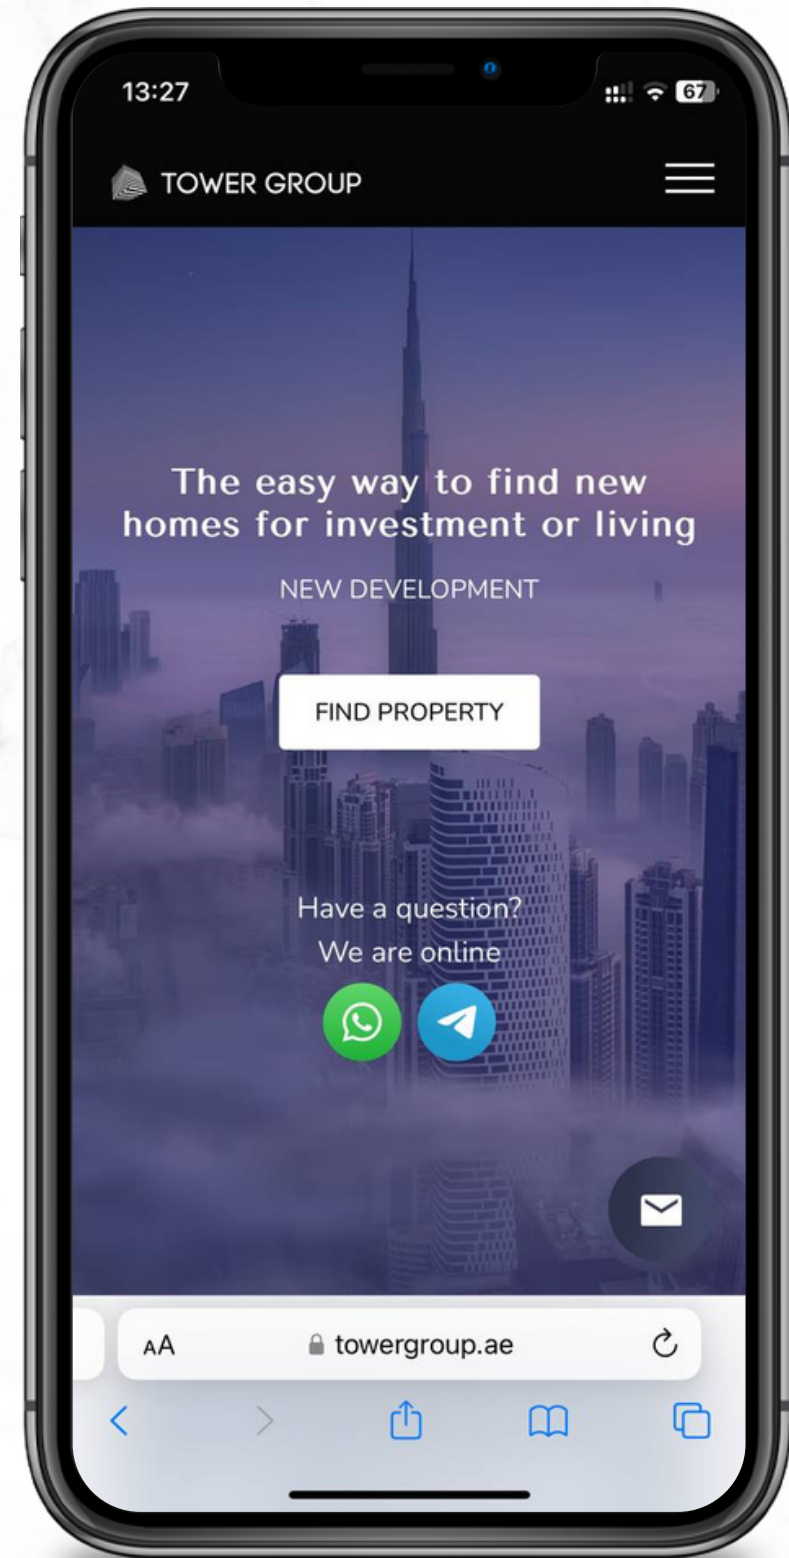 13:27
67
TOWER GROUP
The easy way to find new
homes for investment or living
NEW DEVELOPMENT
FIND PROPERTY
Have a question?
We are online
AA
towergroup.ae